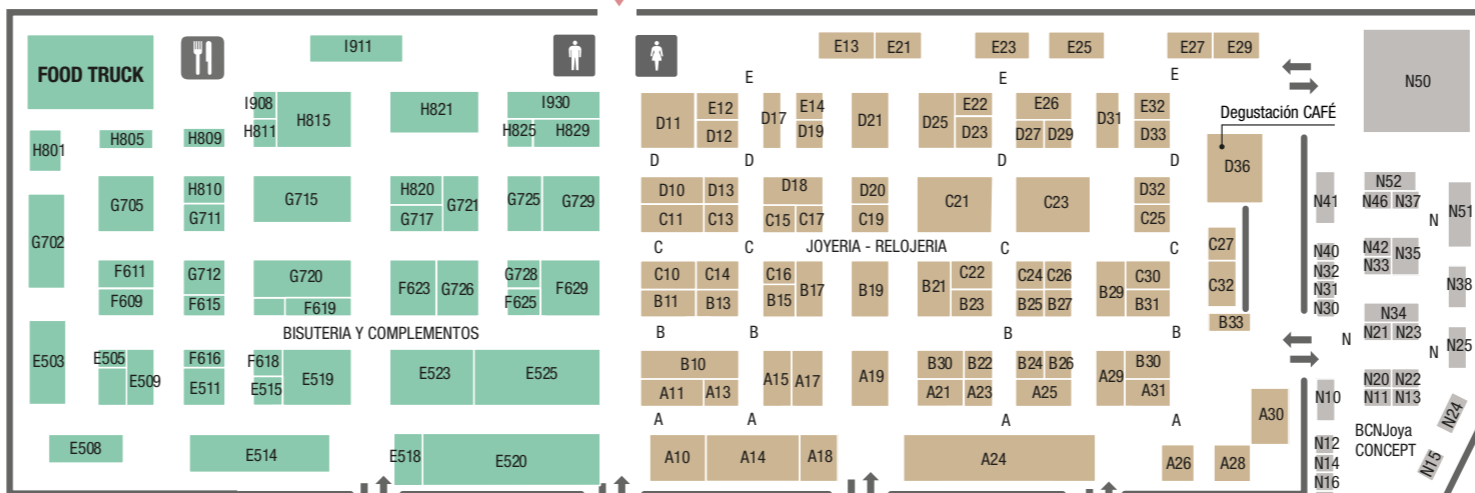 I911
E13 E21 E23 E25 E27 E29
FOOD TRUCK
N50
E E E
I908 H815 H821 I930
H811 H825 H829
D11 E12 D17 E14 D21 D25 E22 E26 D31 E32
D12 D19 D23 D27 D29 D33
Degustación CAFÉ
H801 H805 H809
D D D D
D36
G705 H810 G715 H820 G721 G725 G729
G711 G717
D10 D13 D18 D20 C21 C23 D32
C11 C13 C15 C17 C19 C25
N41 N52 N51
N46 N37
N
G702
C C JOYERIA - RELOJERIA C C
C27
N40 N42 N35
N33
F611 G712 G720 F623 G726 G728 F629
F609 F615 F619 F625
C10 C14 C16 B17 B19 B21 C22 C24 C26 B29 C30 C32
B11 B13 B15 B23 B25 B27 B31
N32 N38
N31
N30
B33
N34
BISUTERIA Y COMPLEMENTOS
B B B B
N N21 N23 N25
N
E503 E505 E509 F616 F618 E519 E523 E525
E511 E515
B10 A15 A17 A19 B30 B22 B24 B26 A29 B30
A11 A13 A21 A23 A25 A31
N10 N20 N22
N11 N13
N24
A A A A
A30
E508 E514 E518 E520
A10 A14 A18 A24 A26 A28
N12
N14
N16
BCNJoya
CONCEPT
N15